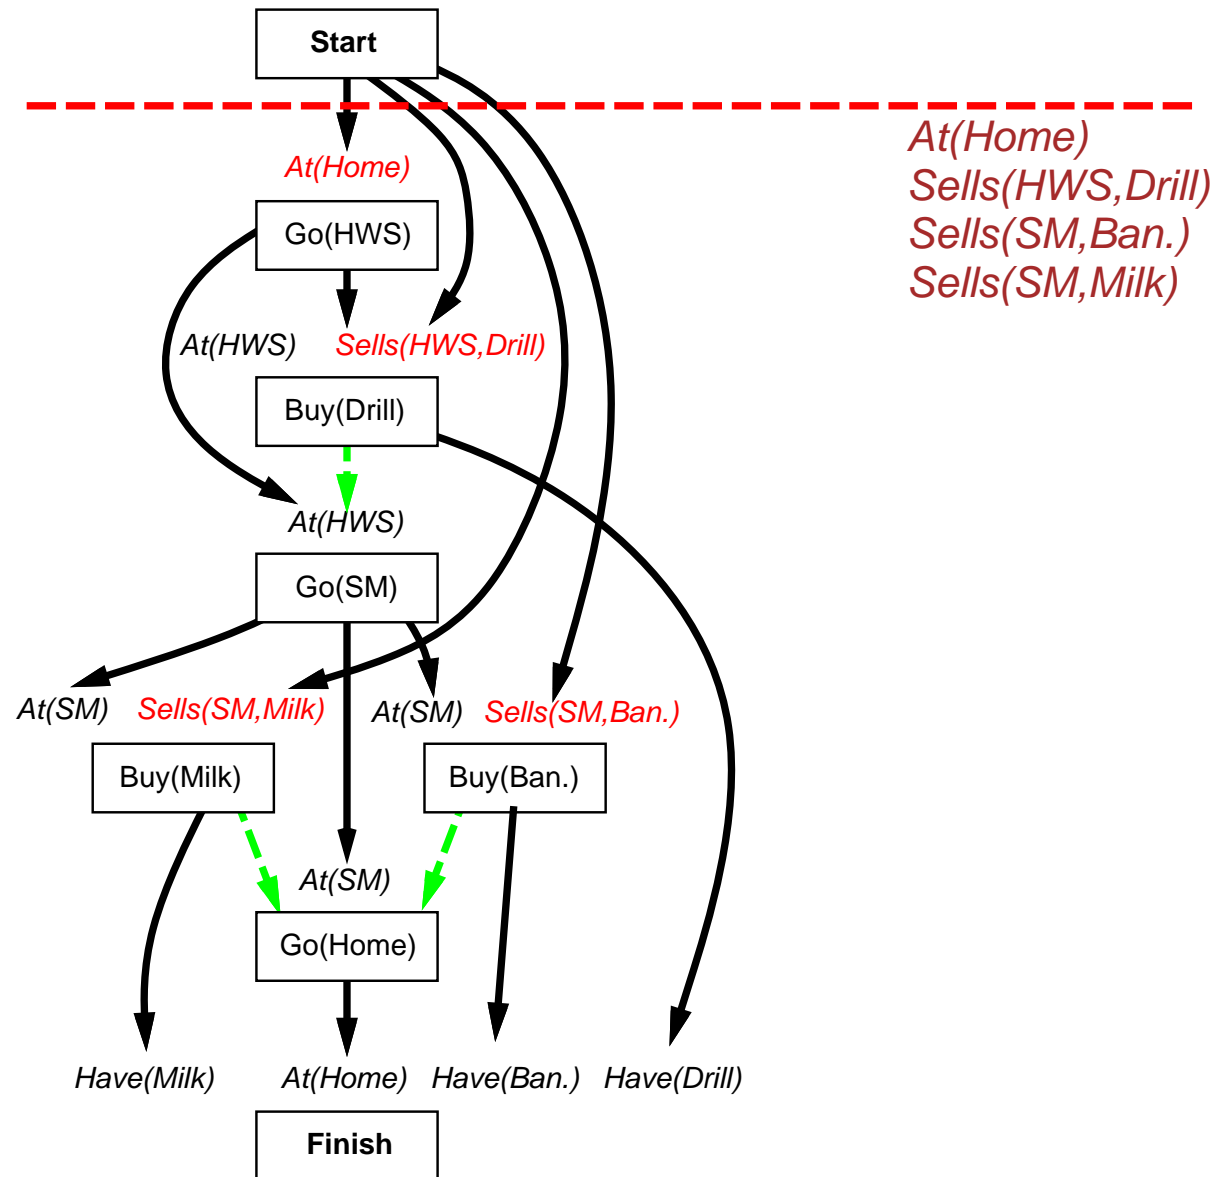 Start
At(Home)
Sells(HWS,Drill)
Sells(SM,Ban.)
Sells(SM,Milk)
At(Home)
Go(HWS)
At(HWS) Sells(HWS,Drill)
Buy(Drill)
At(HWS)
Go(SM)
At(SM) Sells(SM,Milk) At(SM) Sells(SM,Ban.)
Buy(Milk) Buy(Ban.)
At(SM)
Go(Home)
Have(Milk) At(Home) Have(Ban.) Have(Drill)
Finish